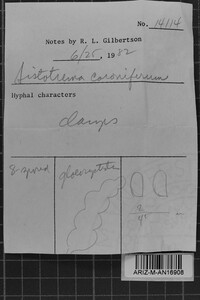 No. 14114
Notes by R. L. Gilbertson
6/25, 1982
Sistotrema coroniferum
Hyphal characters
clamps
8 spored
gloeocystidia
ARIZ-M-AN16908